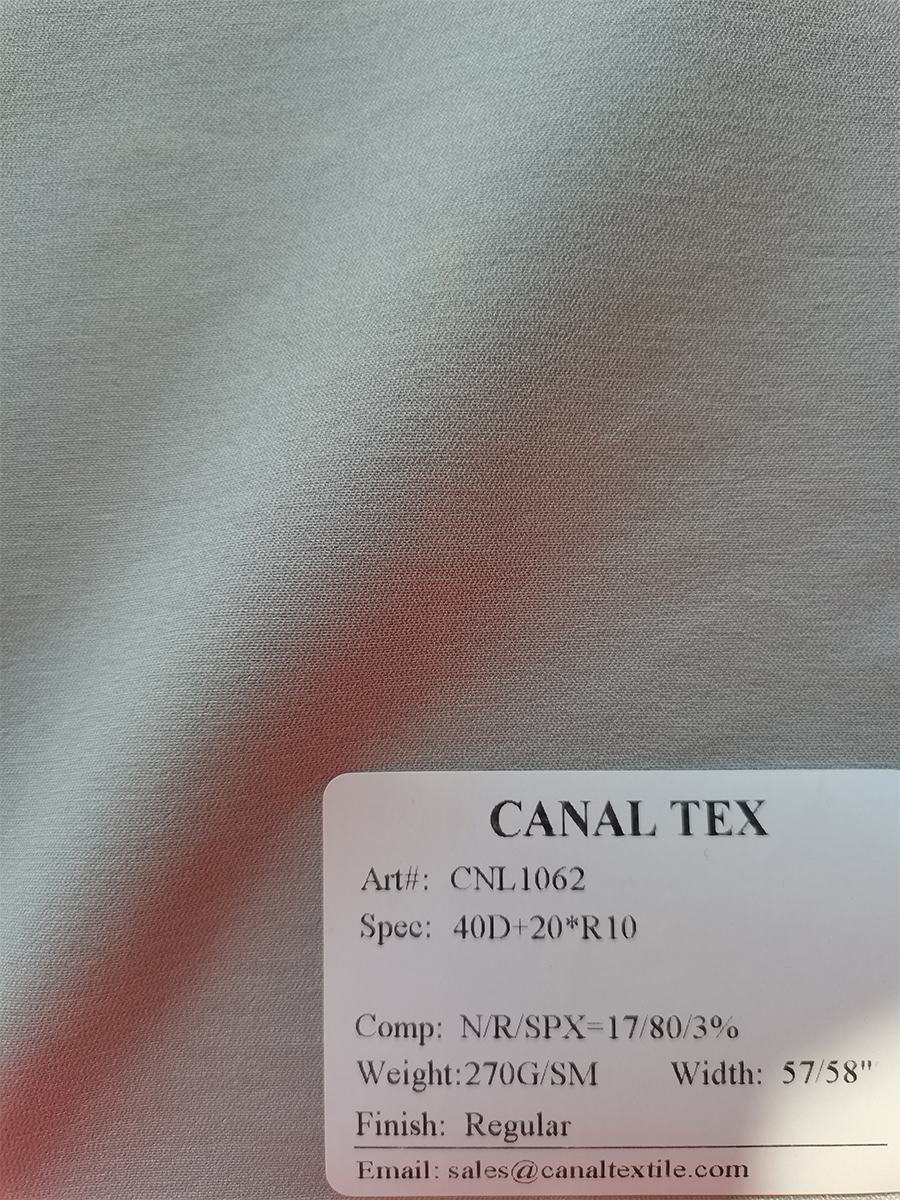 CANAL TEX
Art#: CNL1062
Spec: 40D+20*R10
Comp: N/R/SPX=17/80/3%
Weight:270G/SM Width: 57/58"
Finish: Regular
Email: sales@canaltextile.com